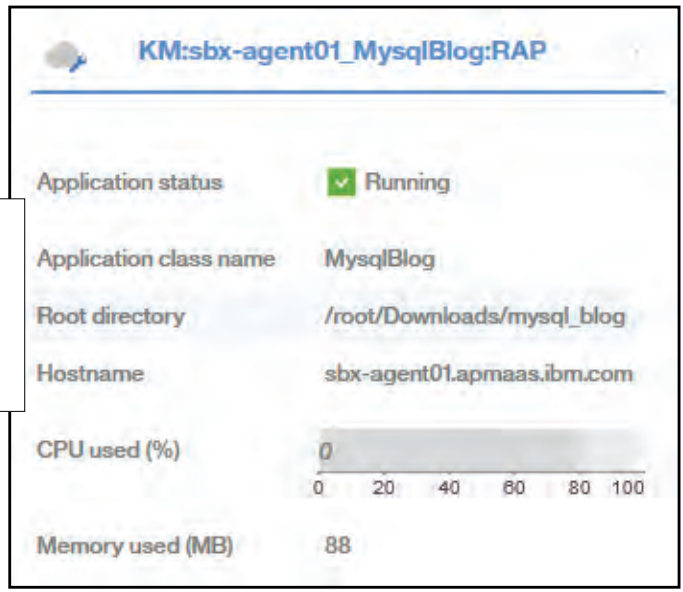 KM:sbx-agent01_MysqlBlog:RAP
Application status Running
Application class name MysqlBlog
Root directory /root/Downloads/mysql_blog
Hostname sbx-agent01.apmaas.ibm.com
CPU used (%) 0
0 20 40 60 80 100
Memory used (MB) 88